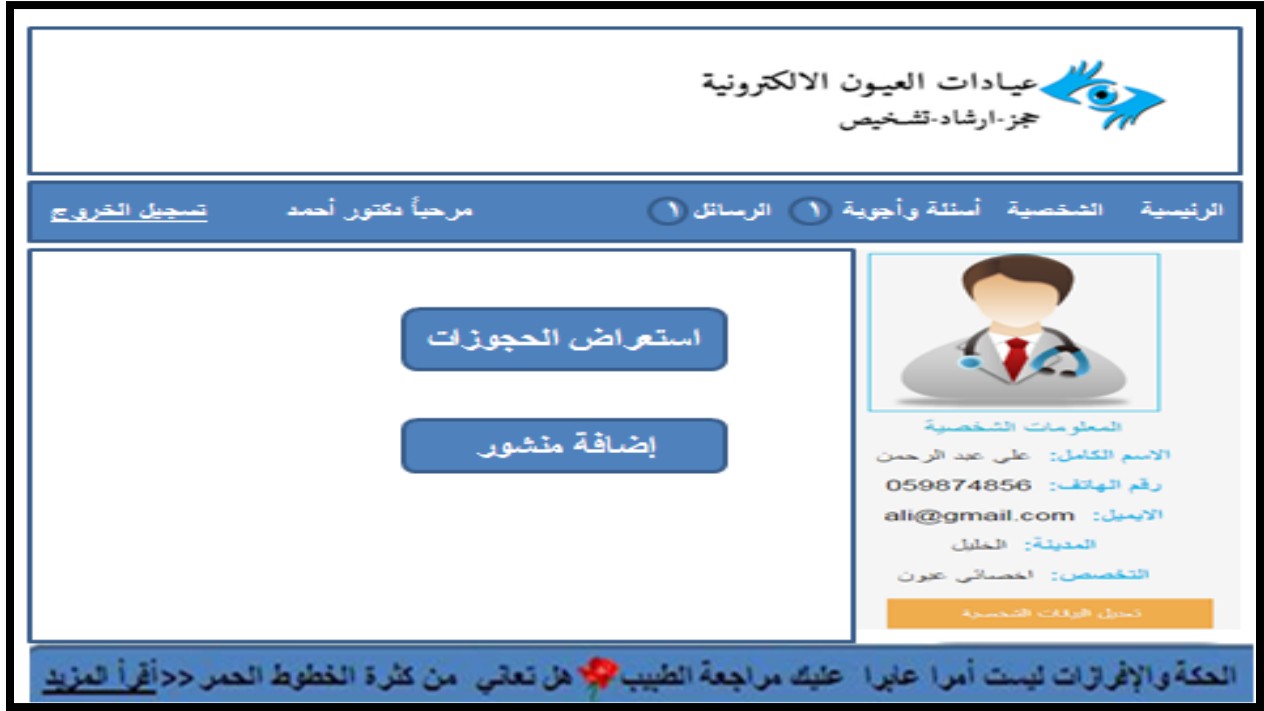 عيادات العيون الالكترونية
حجز-ارشاد-تشخيص
الرئيسية الشخصية أسئلة وأجوبة ١ الرسائل ١ مرحباً دكتور أحمد تسجيل الخروج
استعراض الحجوزات
إضافة منشور
المعلومات الشخصية
الاسم الكامل: علي عبد الرحمن
رقم الهاتف: 059874856
الايميل: ali@gmail.com
المدينة: الخليل
التخصص: اخصائي عيون
تعديل البيانات الشخصية
الحكة والإفرازات ليست أمرا عابرا عليك مراجعة الطبيب هل تعاني من كثرة الخطوط الحمر<<أقرأ المزيد